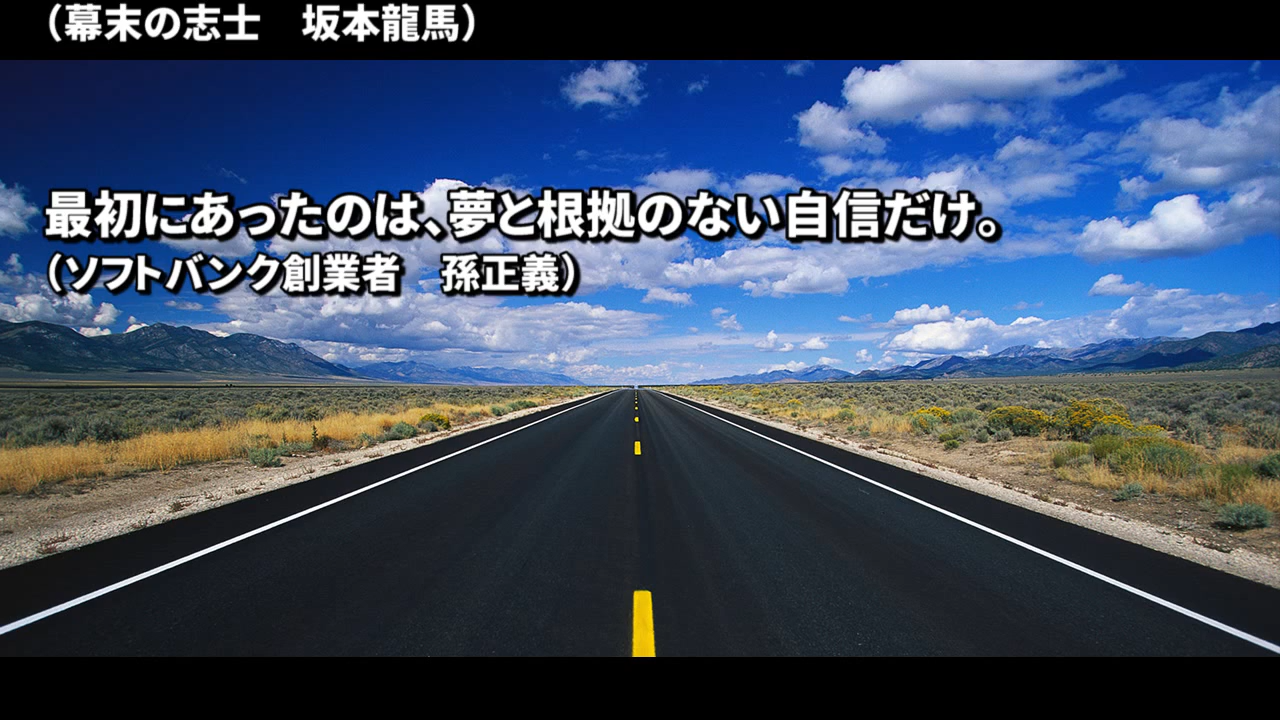 （幕末の志士　坂本龍馬）
最初にあったのは、夢と根拠のない自信だけ。
（ソフトバンク創業者　孫正義）